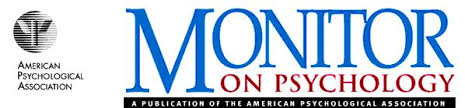 AMERICAN
PSYCHOLOGICAL
ASSOCIATION
MONITOR
ON PSYCHOLOGY
A PUBLICATION OF THE AMERICAN PSYCHOLOGICAL ASSOCIATION